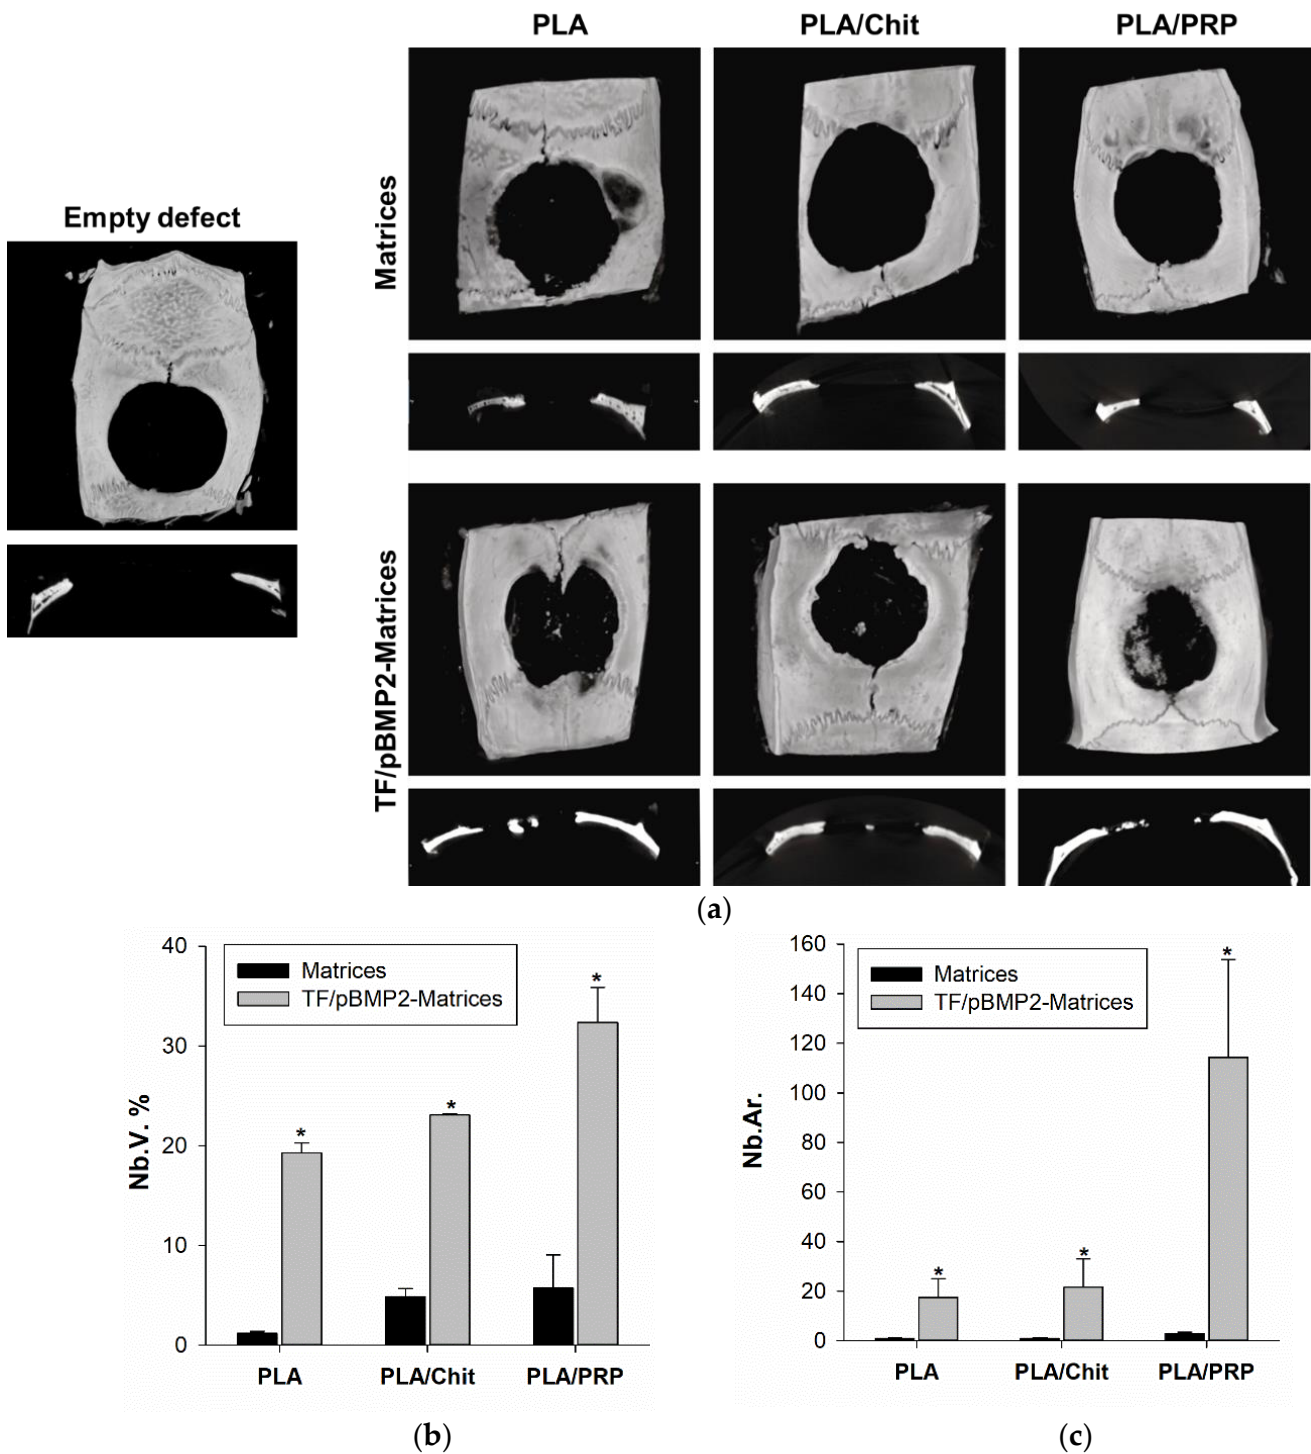 PLA
PLA/Chit
PLA/PRP
Empty defect
Matrices
TF/pBMP2-Matrices
(a)
40
30
20
10
0
Nb.V. %
Matrices
TF/pBMP2-Matrices
*
*
*
PLA
PLA/Chit
PLA/PRP
(b)
160
140
120
100
80
60
40
20
0
Nb.Ar.
Matrices
TF/pBMP2-Matrices
*
*
*
PLA
PLA/Chit
PLA/PRP
(c)